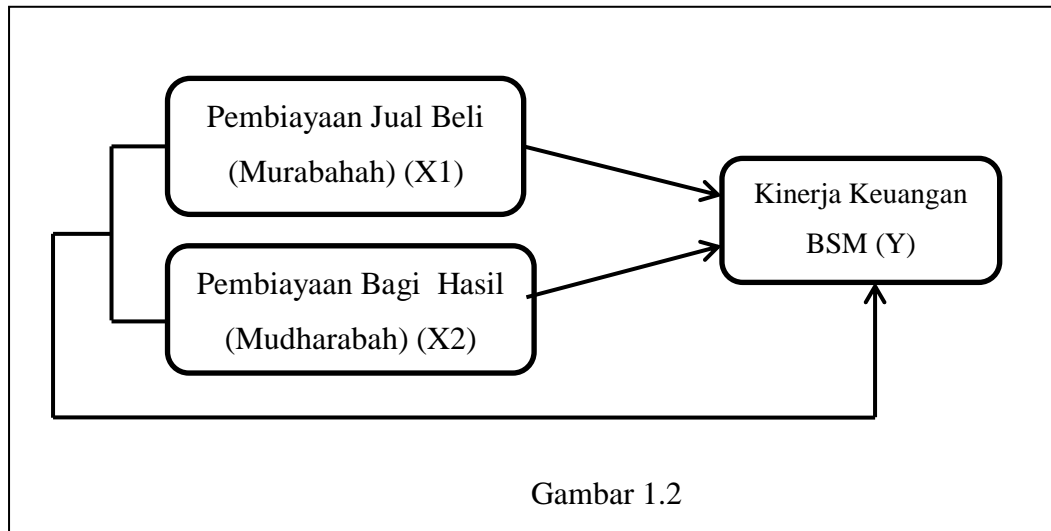 Pembiayaan Jual Beli
(Murabahah) (X1)
Pembiayaan Bagi Hasil
(Mudharabah) (X2)
Kinerja Keuangan
BSM (Y)
Gambar 1.2